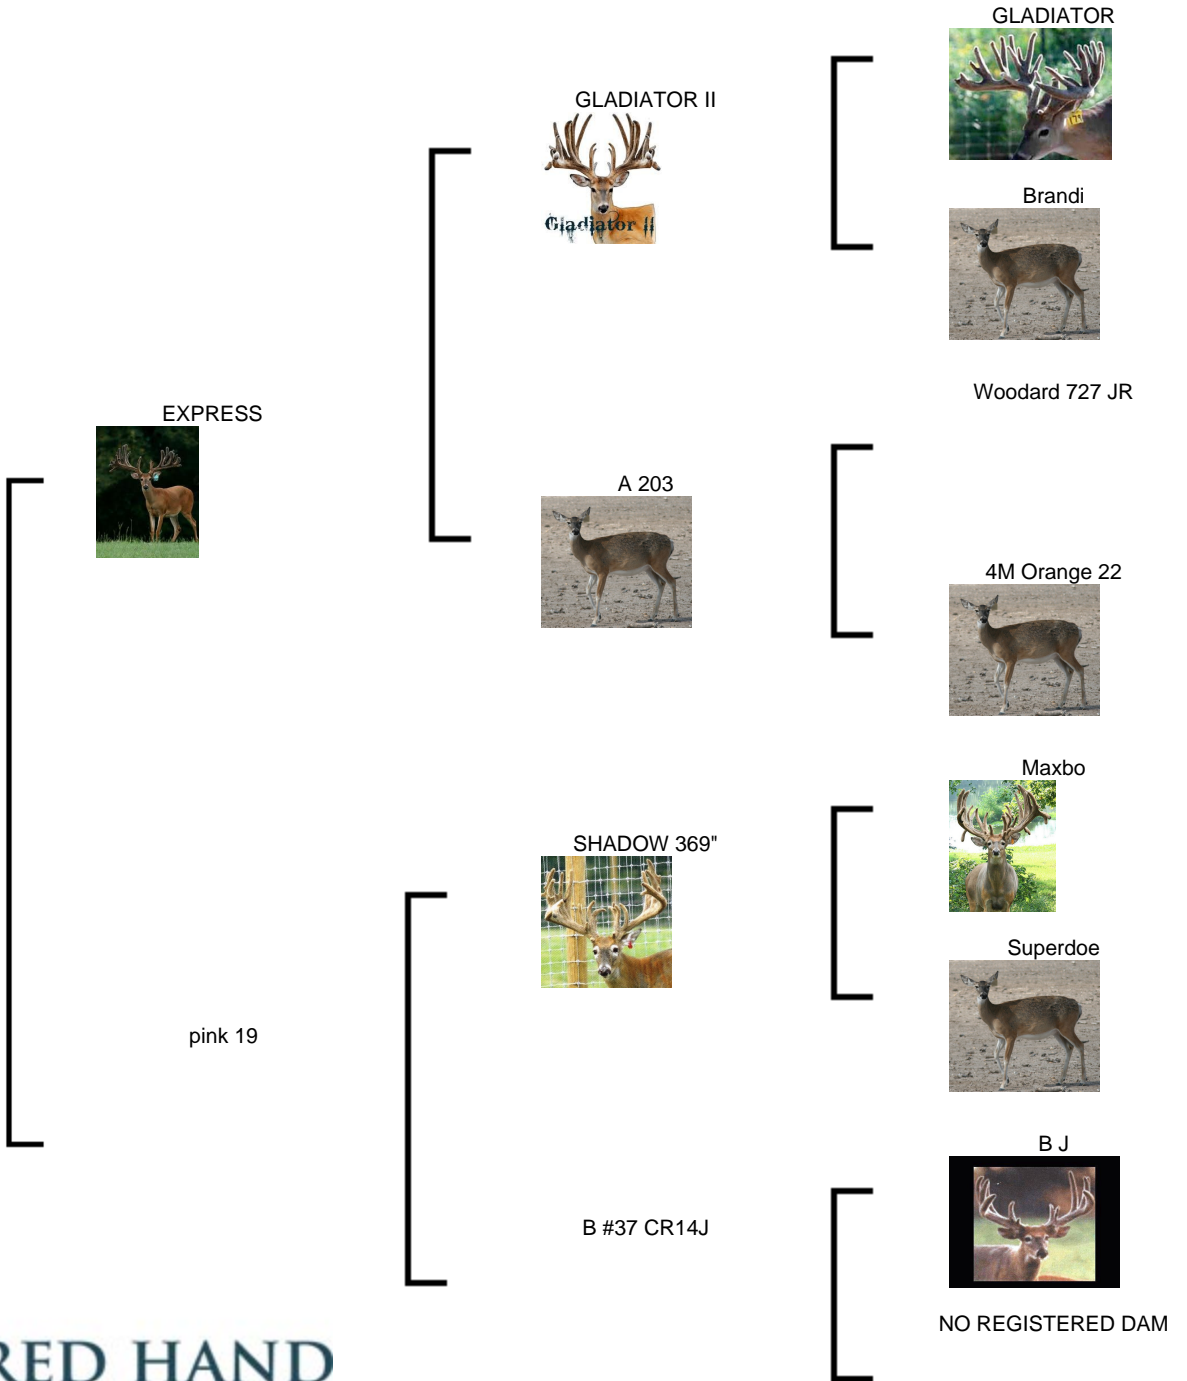 GLADIATOR
GLADIATOR II
Gladiator II
Brandi
Woodard 727 JR
EXPRESS
A 203
4M Orange 22
Maxbo
SHADOW 369"
Superdoe
pink 19
B J
B #37 CR14J
NO REGISTERED DAM
RED HAND